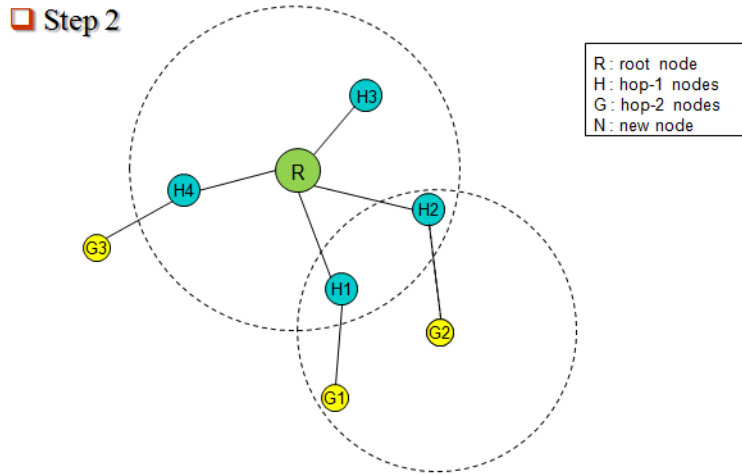 Step 2
R : root node
H : hop-1 nodes
G : hop-2 nodes
N : new node
H3
R
H4
H2
G3
H1
G2
G1